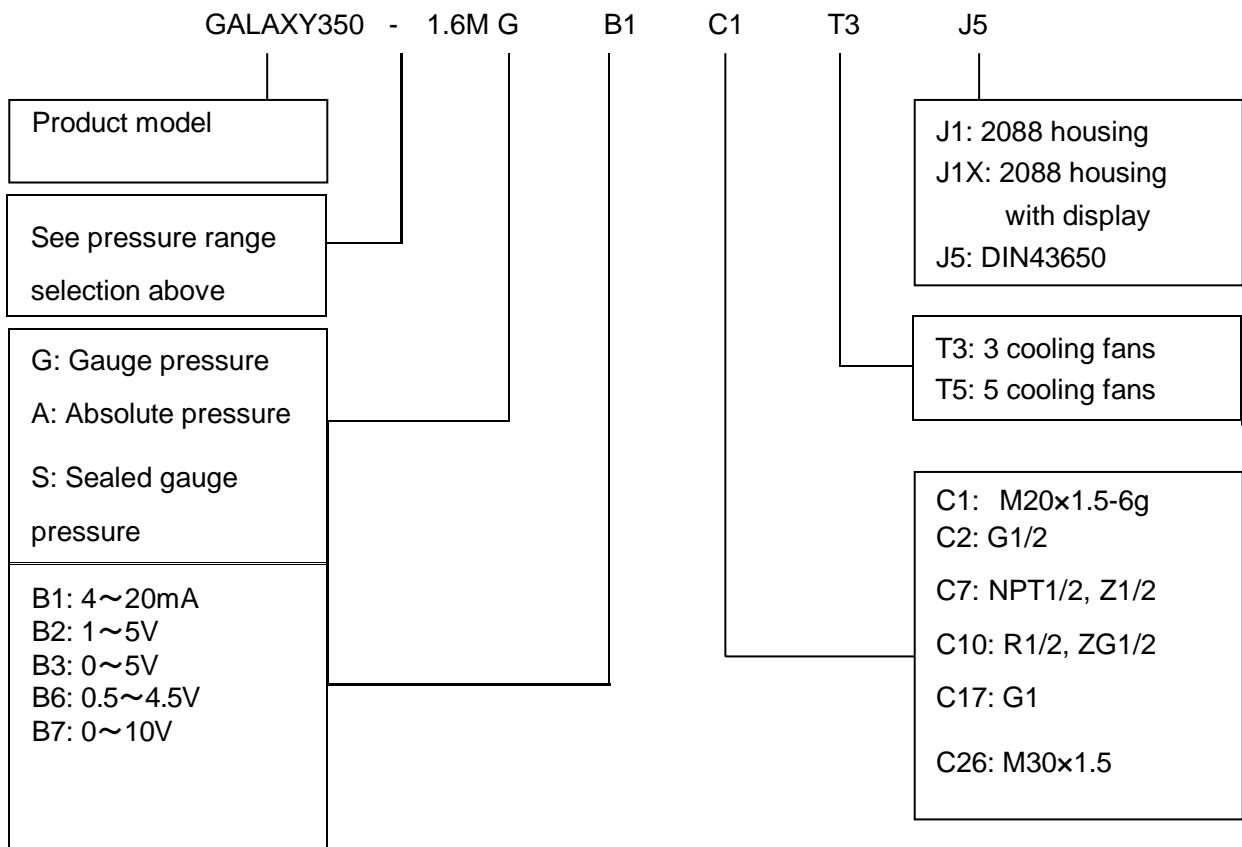 GALAXY350 - 1.6M G B1 C1 T3 J5
Product model
See pressure range
selection above
G: Gauge pressure
A: Absolute pressure
S: Sealed gauge
pressure
B1: 4～20mA
B2: 1～5V
B3: 0～5V
B6: 0.5～4.5V
B7: 0～10V
J1: 2088 housing
J1X: 2088 housing
with display
J5: DIN43650
T3: 3 cooling fans
T5: 5 cooling fans
C1: M20×1.5-6g
C2: G1/2
C7: NPT1/2, Z1/2
C10: R1/2, ZG1/2
C17: G1
C26: M30×1.5